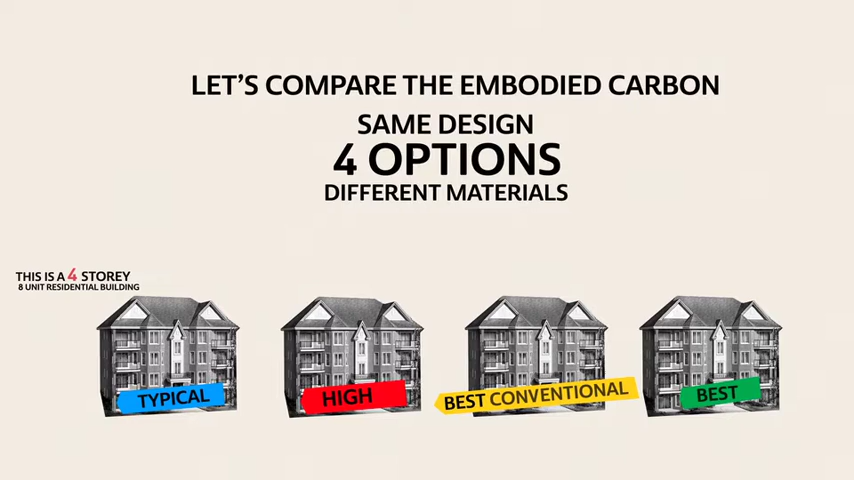 LET'S COMPARE THE EMBODIED CARBON
SAME DESIGN
4 OPTIONS
DIFFERENT MATERIALS
THIS IS A 4 STOREY
8 UNIT RESIDENTIAL BUILDING
TYPICAL
HIGH
BEST CONVENTIONAL
BEST